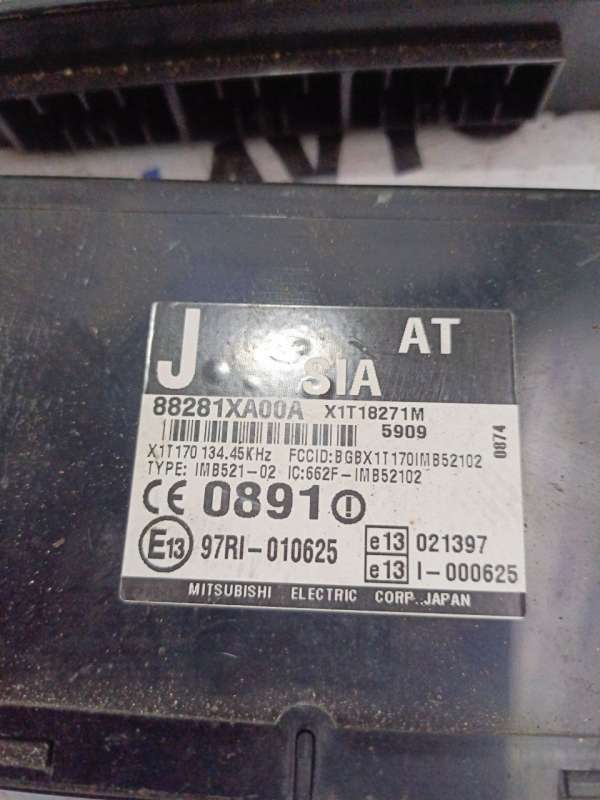 J AT
SIA
88281XA00A X1T18271M
5909
0874
X1T170 134.45KHz FCCID:BGBX1T170IMB52102
TYPE: IMB521-02 IC:662F-IMB52102
CE 0891
E13 97RI-010625
e13 021397
e13 I-000625
MITSUBISHI ELECTRIC CORP.,JAPAN